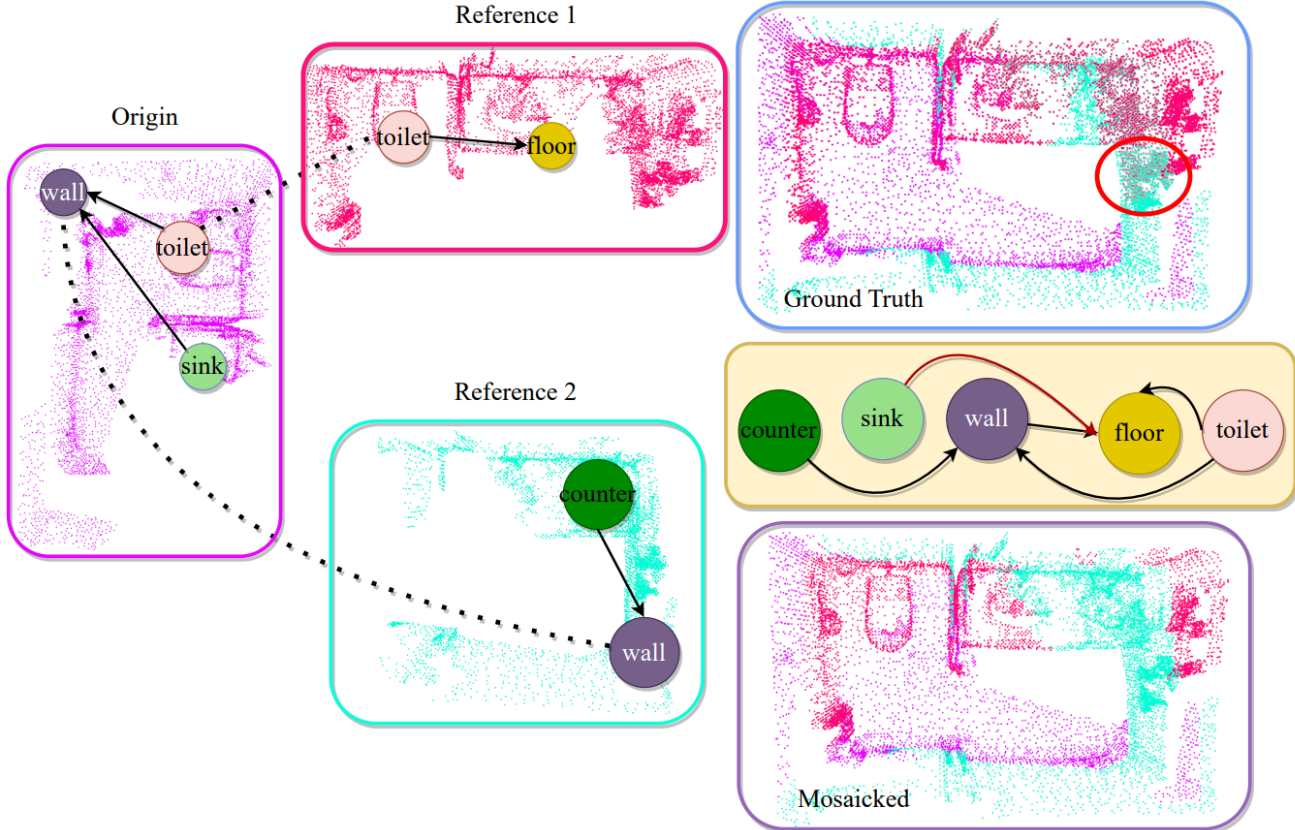 Reference 1
Origin
wall
toilet
sink
toilet
floor
Reference 2
counter
wall
Ground Truth
counter
sink
wall
floor
toilet
Mosaicked